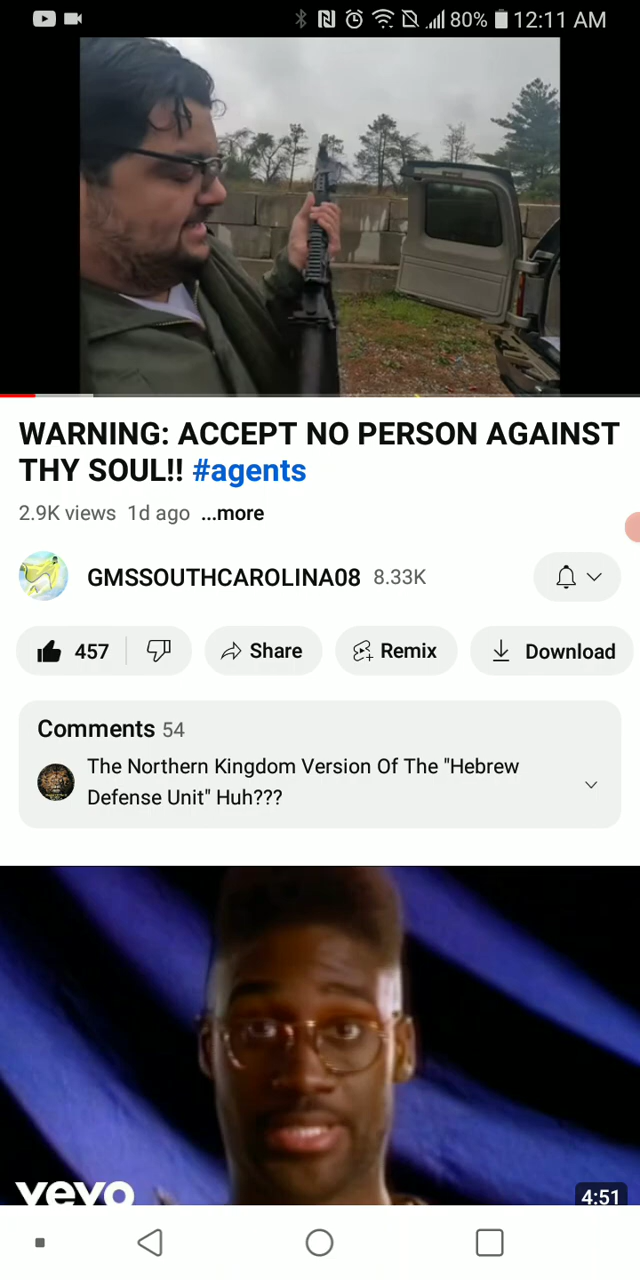 80% 12:11 AM
WARNING: ACCEPT NO PERSON AGAINST
THY SOUL!! #agents
2.9K views 1d ago ...more
GMSSOUTHCAROLINA08 8.33K
457 Share Remix Download
Comments 54
The Northern Kingdom Version Of The "Hebrew
Defense Unit" Huh???
vevo
4:51